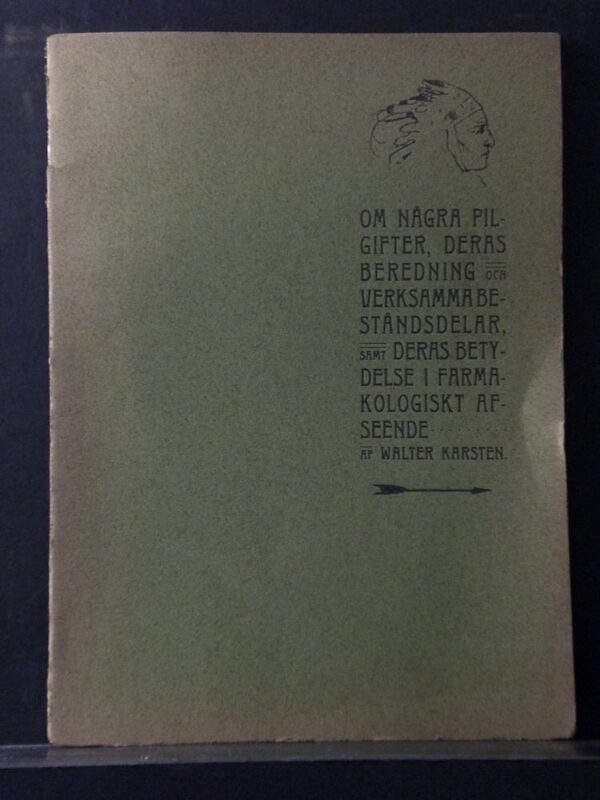 OM NÅGRA PIL-
GIFTER, DERAS
BEREDNING OCH
VERKSAMMA BE-
STÅNDSDELAR,
SAMT DERAS BETY-
DELSE I FARMA-
KOLOGISKT AF-
SEENDE..........
AF WALTER KARSTEN.